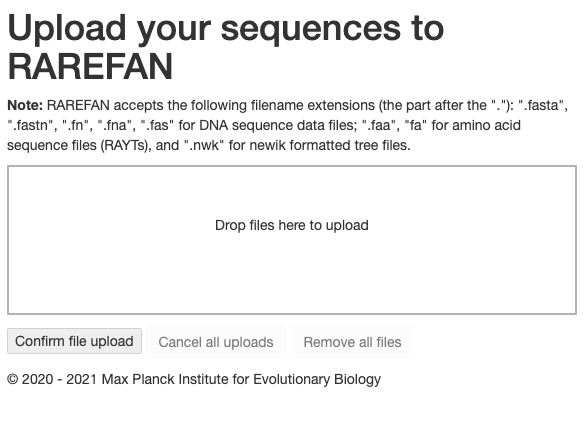 Upload your sequences to
RAREFAN
Note: RAREFAN accepts the following filename extensions (the part after the "."): ".fasta",
".fastn", ".fn", ".fna", ".fas" for DNA sequence data files; ".faa", "fa" for amino acid
sequence files (RAYTs), and ".nwk" for newik formatted tree files.
Drop files here to upload
Confirm file upload Cancel all uploads Remove all files
© 2020 - 2021 Max Planck Institute for Evolutionary Biology